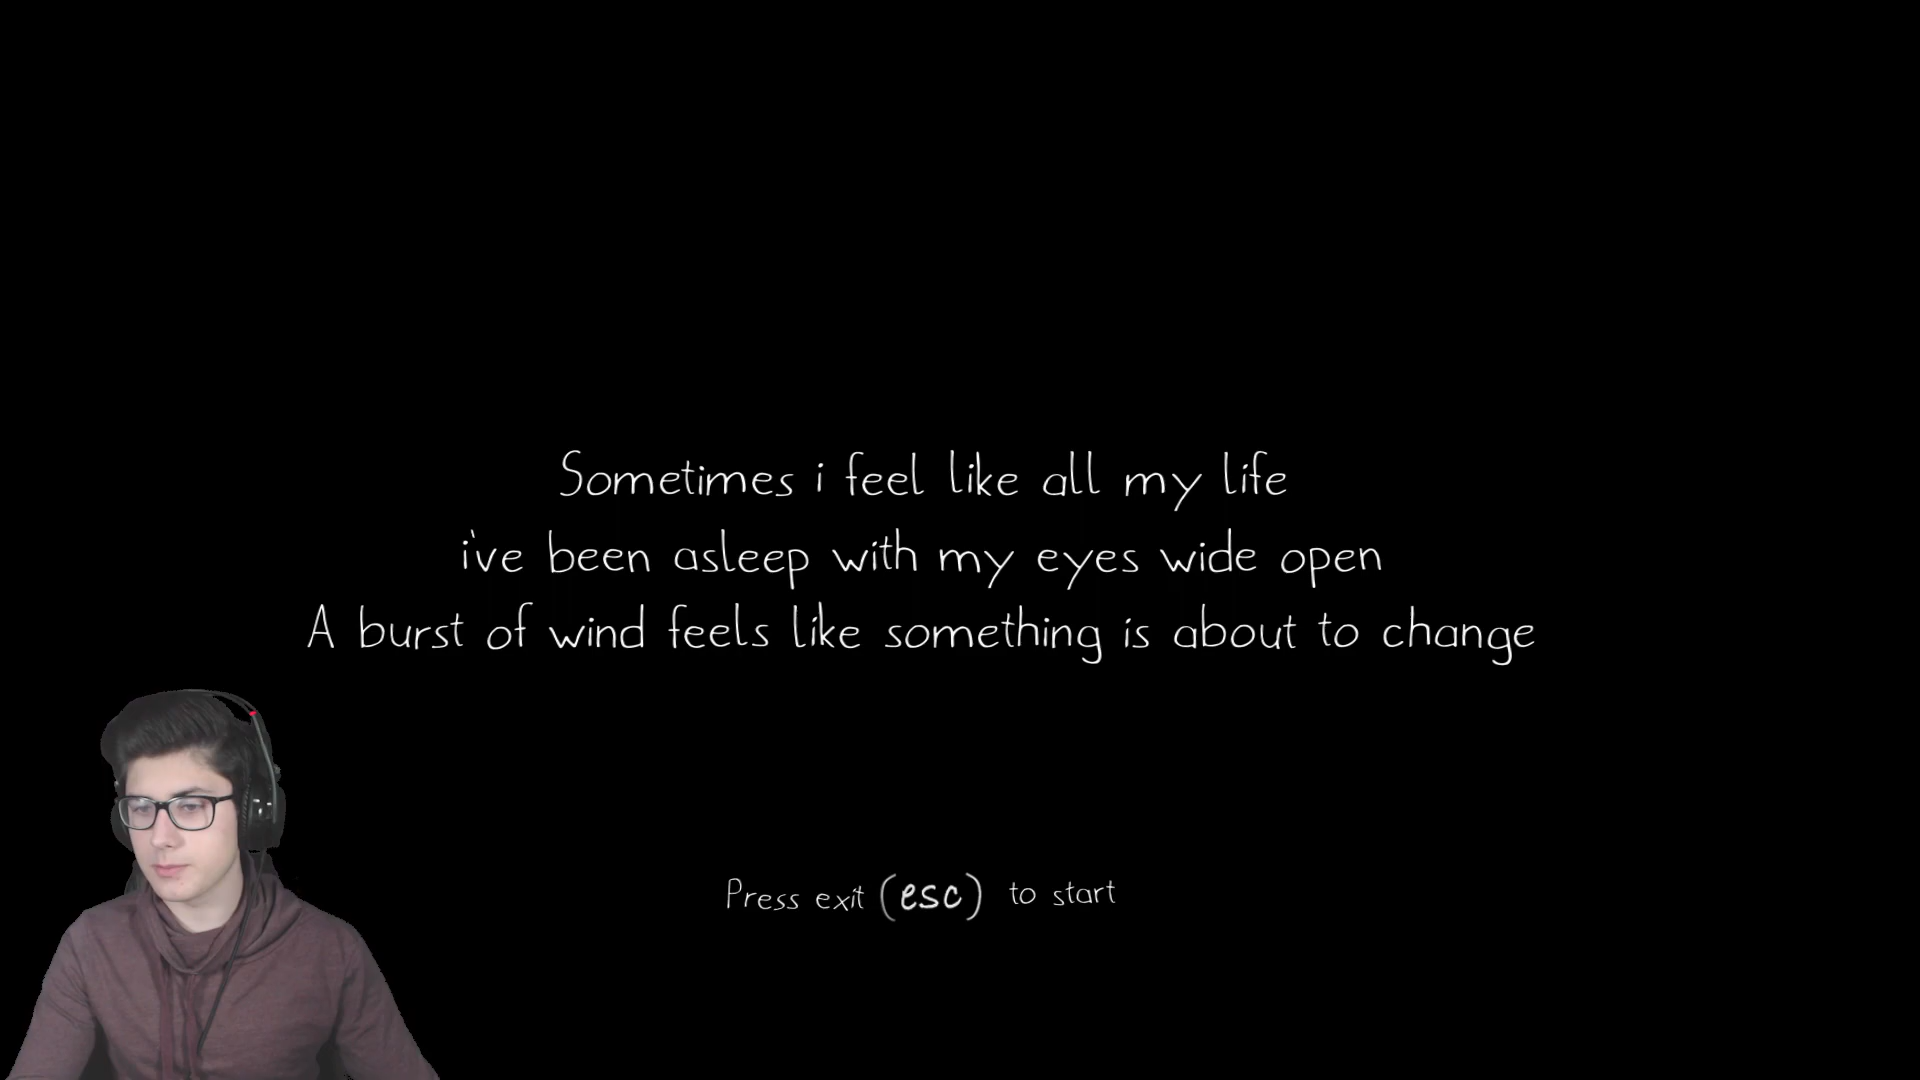 Sometimes i feel like all my life
i've been asleep with my eyes wide open
A burst of wind feels like something is about to change
Press exit (esc) to start